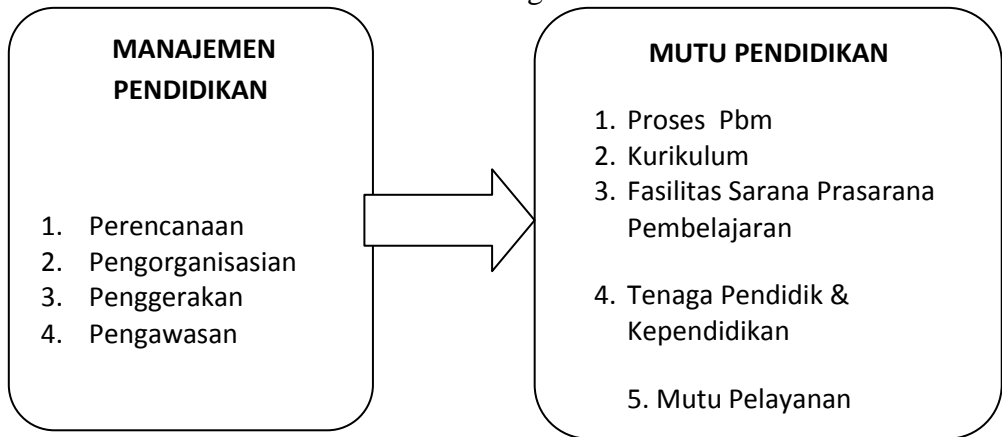 MANAJEMEN
PENDIDIKAN
1. Perencanaan
2. Pengorganisasian
3. Penggerakan
4. Pengawasan
MUTU PENDIDIKAN
1. Proses Pbm
2. Kurikulum
3. Fasilitas Sarana Prasarana
Pembelajaran
4. Tenaga Pendidik &
Kependidikan
5. Mutu Pelayanan